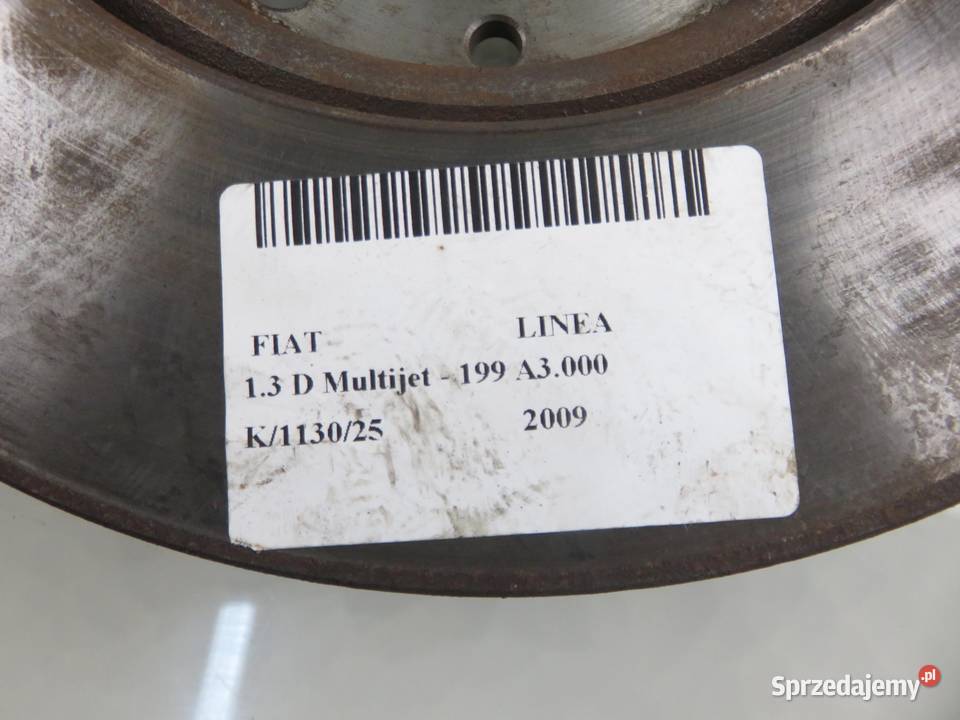 FIAT LINEA
1.3 D Multijet - 199 A3.000
K/1130/25 2009
Sprzedajemy.pl